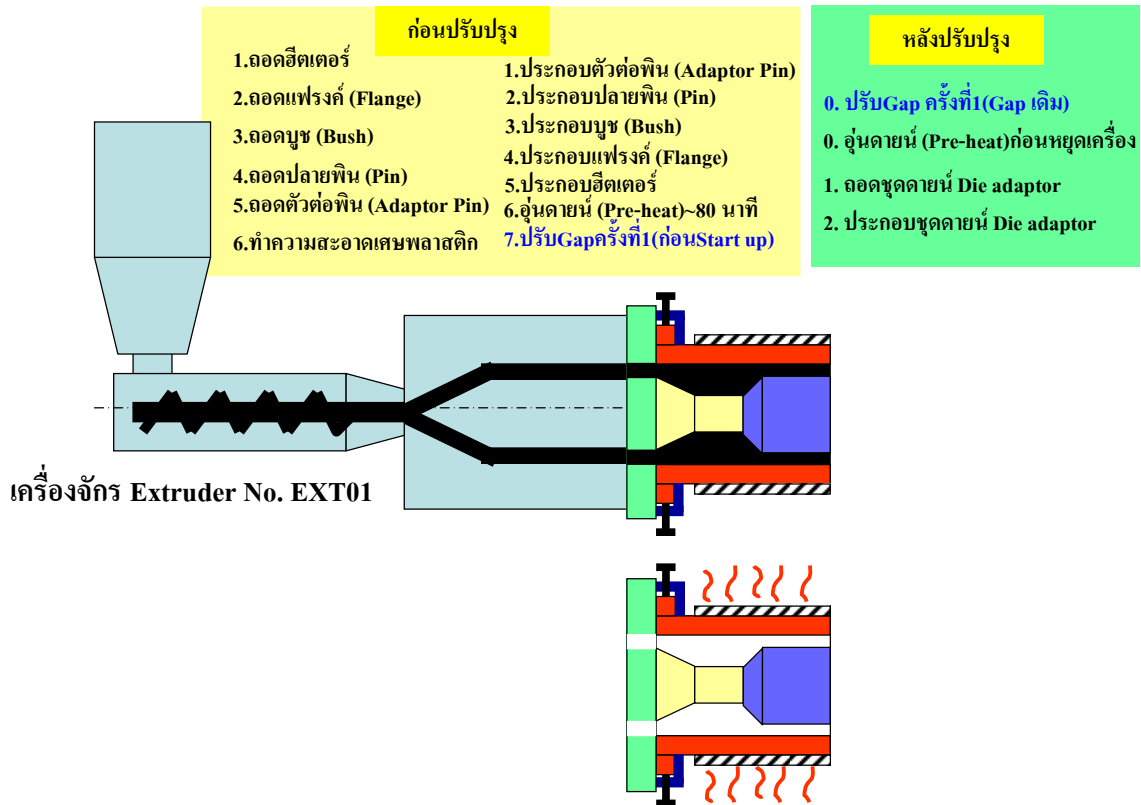 ก่อนปรับปรุง
1.ถอดฮีตเตอร์
2.ถอดแฟรงค์ (Flange)
3.ถอดบูช (Bush)
4.ถอดปลายพิน (Pin)
5.ถอดตัวต่อพิน (Adaptor Pin)
6.ทำความสะอาดเศษพลาสติก
1.ประกอบตัวต่อพิน (Adaptor Pin)
2.ประกอบปลายพิน (Pin)
3.ประกอบบูช (Bush)
4.ประกอบแฟรงค์ (Flange)
5.ประกอบฮีตเตอร์
6.อุ่นดายน์ (Pre-heat)~80 นาที
7.ปรับGapครั้งที่1(ก่อนStart up)
หลังปรับปรุง
0. ปรับGap ครั้งที่1(Gap เดิม)
0. อุ่นดายน์ (Pre-heat)ก่อนหยุดเครื่อง
1. ถอดชุดดายน์ Die adaptor
2. ประกอบชุดดายน์ Die adaptor
เครื่องจักร Extruder No. EXT01